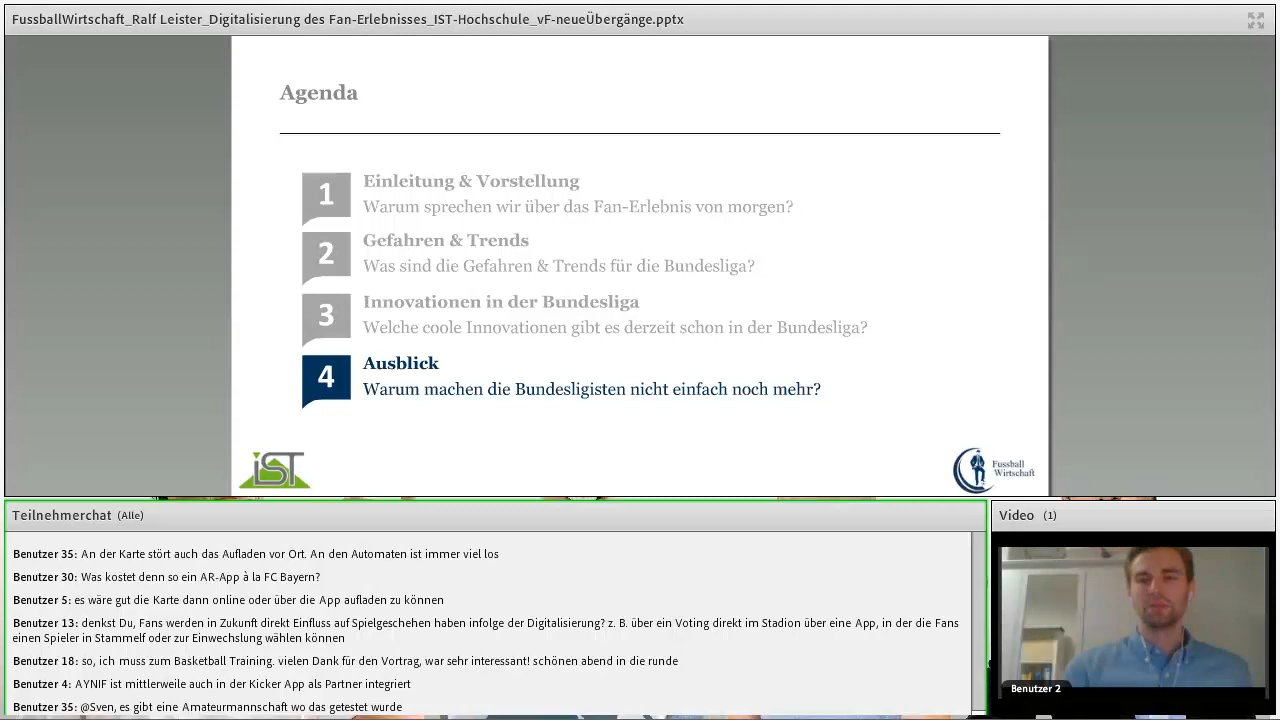 FussballWirtschaft_Ralf Leister_Digitalisierung des Fan-Erlebnisses_IST-Hochschule_vF-neueÜbergänge.pptx
Agenda
1
Einleitung & Vorstellung
Warum sprechen wir über das Fan-Erlebnis von morgen?
2
Gefahren & Trends
Was sind die Gefahren & Trends für die Bundesliga?
3
Innovationen in der Bundesliga
Welche coole Innovationen gibt es derzeit schon in der Bundesliga?
4
Ausblick
Warum machen die Bundesligisten nicht einfach noch mehr?
iST
Fussball
Wirtschaft
Teilnehmerchat (Alle)
Benutzer 35: An der Karte stört auch das Aufladen vor Ort. An den Automaten ist immer viel los
Benutzer 30: Was kostet denn so ein AR-App à la FC Bayern?
Benutzer 5: es wäre gut die Karte dann online oder über die App aufladen zu können
Benutzer 13: denkst Du, Fans werden in Zukunft direkt Einfluss auf Spielgeschehen haben infolge der Digitalisierung? z. B. über ein Voting direkt im Stadion über eine App, in der die Fans
einen Spieler in Stammelf oder zur Einwechslung wählen können
Benutzer 18: so, ich muss zum Basketball Training. vielen Dank für den Vortrag, war sehr interessant! schönen abend in die runde
Benutzer 4: AYNIF ist mittlerweile auch in der Kicker App als Partner integriert
Benutzer 35: @Sven, es gibt eine Amateurmannschaft wo das getestet wurde
Video (1)
Benutzer 2